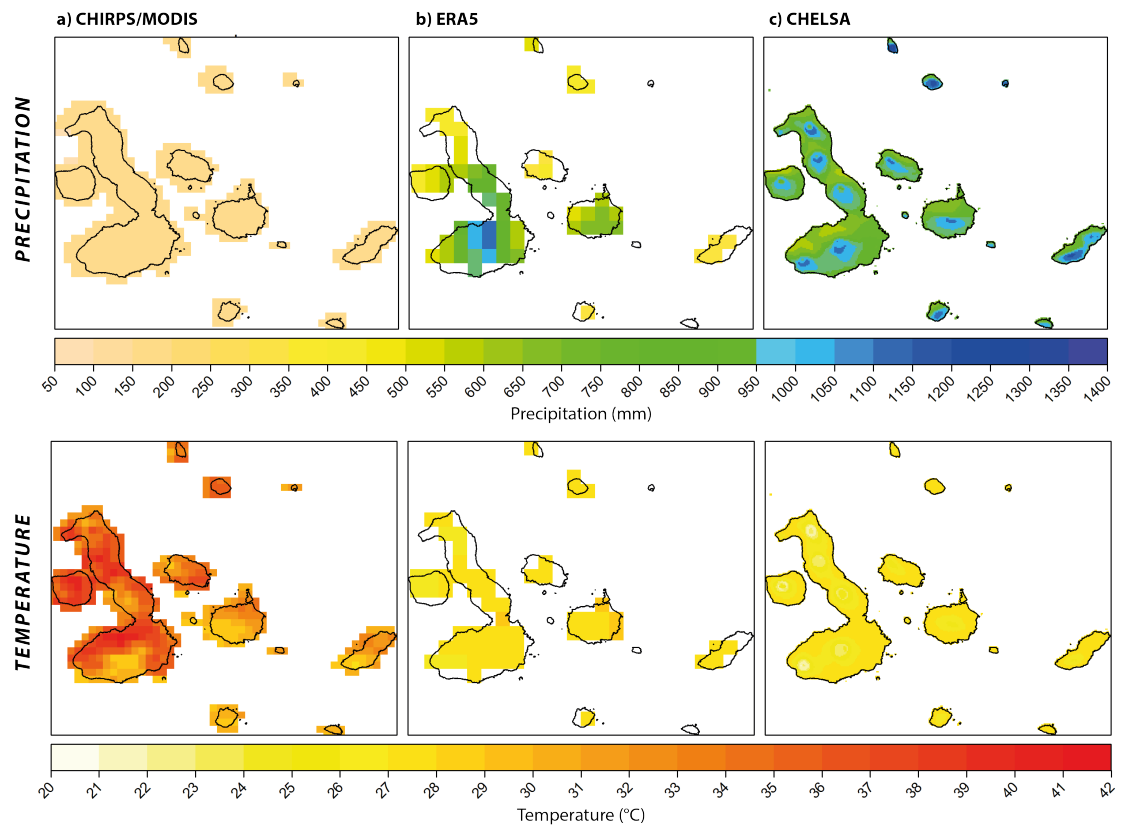 a) CHIRPS/MODIS b) ERA5 c) CHELSA
PRECIPITATION
50 100 150 200 250 300 350 400 450 500 550 600 650 700 750 800 850 900 950 1000 1050 1100 1150 1200 1250 1300 1350 1400
Precipitation (mm)
TEMPERATURE
20 21 22 23 24 25 26 27 28 29 30 31 32 33 34 35 36 37 38 39 40 41 42
Temperature (°C)